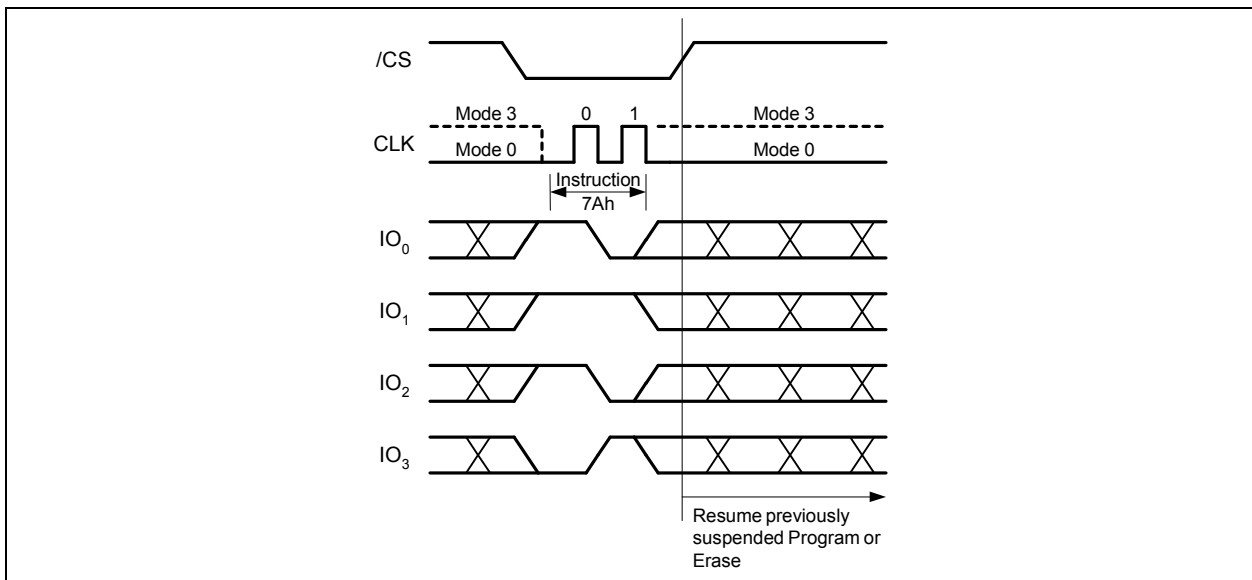 /CS
Mode 3 0 1 Mode 3
CLK
Mode 0 Mode 0
Instruction
7Ah
IO0
IO1
IO2
IO3
Resume previously
suspended Program or
Erase